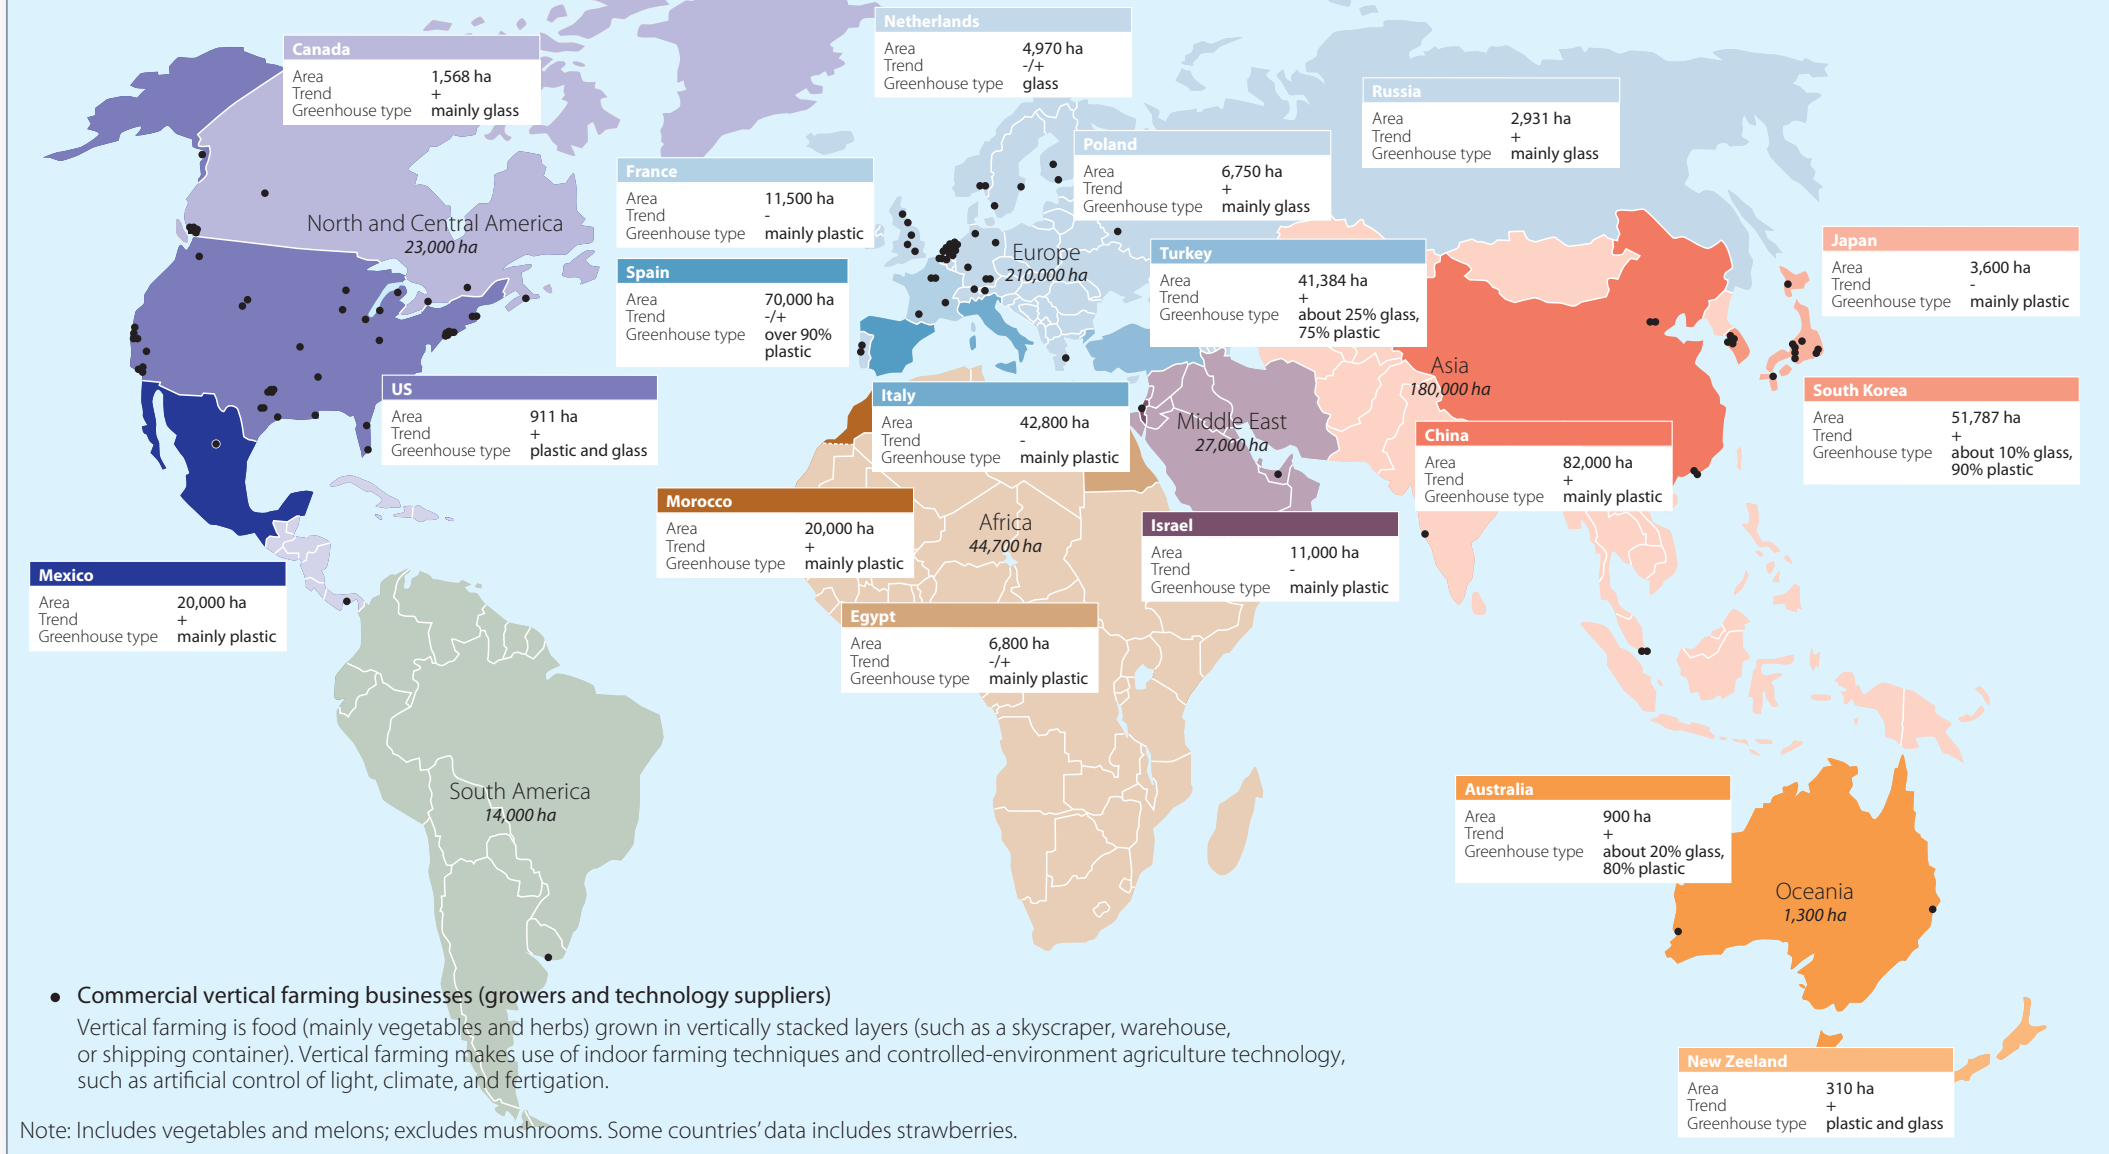 Canada
Area 1,568 ha
Trend +
Greenhouse type mainly glass
Netherlands
Area 4,970 ha
Trend -/+
Greenhouse type glass
Russia
Area 2,931 ha
Trend +
Greenhouse type mainly glass
Poland
Area 6,750 ha
Trend +
Greenhouse type mainly glass
France
Area 11,500 ha
Trend -
Greenhouse type mainly plastic
North and Central America
23,000 ha
Europe
210,000 ha
Spain
Area 70,000 ha
Trend -/+
Greenhouse type over 90%
plastic
Turkey
Area 41,384 ha
Trend +
Greenhouse type about 25% glass,
75% plastic
Japan
Area 3,600 ha
Trend -
Greenhouse type mainly plastic
Asia
180,000 ha
US
Area 911 ha
Trend +
Greenhouse type plastic and glass
Italy
Area 42,800 ha
Trend -
Greenhouse type mainly plastic
Middle East
27,000 ha
South Korea
Area 51,787 ha
Trend +
Greenhouse type about 10% glass,
90% plastic
China
Area 82,000 ha
Trend +
Greenhouse type mainly plastic
Morocco
Area 20,000 ha
Trend +
Greenhouse type mainly plastic
Africa
44,700 ha
Israel
Area 11,000 ha
Trend -
Greenhouse type mainly plastic
Mexico
Area 20,000 ha
Trend +
Greenhouse type mainly plastic
Egypt
Area 6,800 ha
Trend -/+
Greenhouse type mainly plastic
South America
14,000 ha
Australia
Area 900 ha
Trend +
Greenhouse type about 20% glass,
80% plastic
Oceania
1,300 ha
New Zeeland
Area 310 ha
Trend +
Greenhouse type plastic and glass
● Commercial vertical farming businesses (growers and technology suppliers)
Vertical farming is food (mainly vegetables and herbs) grown in vertically stacked layers (such as a skyscraper, warehouse,
or shipping container). Vertical farming makes use of indoor farming techniques and controlled-environment agriculture technology,
such as artificial control of light, climate, and fertigation.
Note: Includes vegetables and melons; excludes mushrooms. Some countries' data includes strawberries.